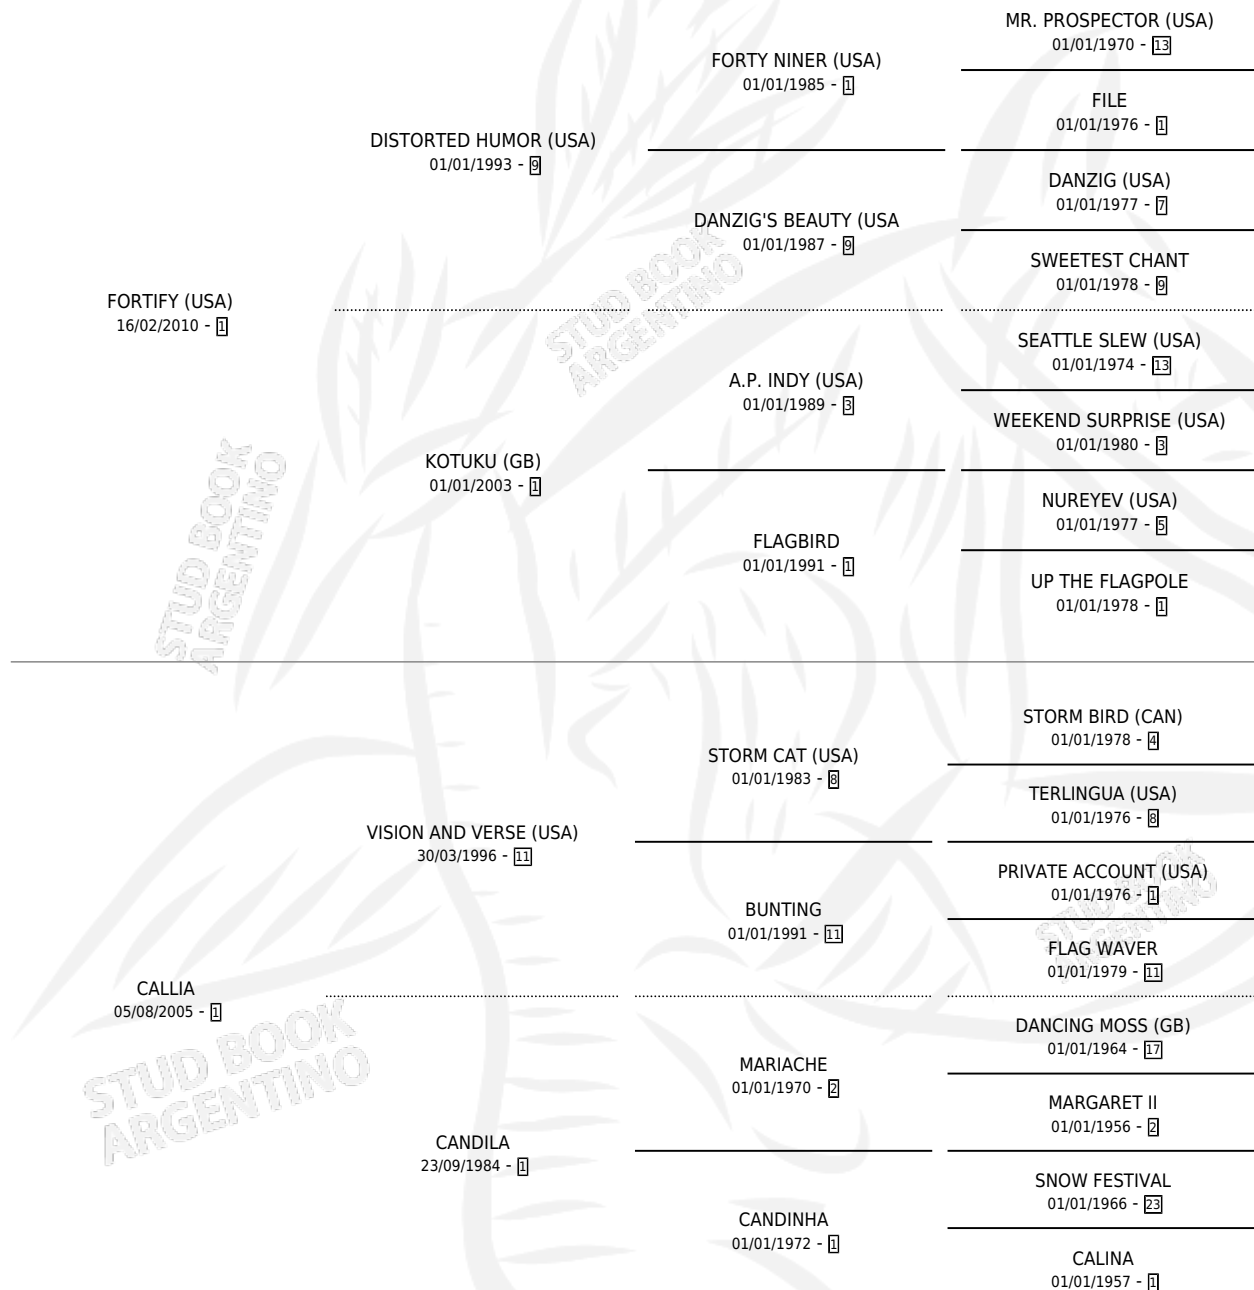 MR. PROSPECTOR (USA)
01/01/1970 - 13
FORTY NINER (USA)
01/01/1985 - 1
FILE
01/01/1976 - 1
DISTORTED HUMOR (USA)
01/01/1993 - 9
DANZIG (USA)
01/01/1977 - 7
DANZIG'S BEAUTY (USA
01/01/1987 - 9
SWEETEST CHANT
01/01/1978 - 9
FORTIFY (USA)
16/02/2010 - 1
STUD BOOK
ARGENTINO
SEATTLE SLEW (USA)
01/01/1974 - 13
A.P. INDY (USA)
01/01/1989 - 3
WEEKEND SURPRISE (USA)
01/01/1980 - 3
KOTUKU (GB)
01/01/2003 - 1
NUREYEV (USA)
01/01/1977 - 5
FLAGBIRD
01/01/1991 - 1
UP THE FLAGPOLE
01/01/1978 - 1
STUD BOOK
ARGENTINO
STORM BIRD (CAN)
01/01/1978 - 4
STORM CAT (USA)
01/01/1983 - 8
TERLINGUA (USA)
01/01/1976 - 8
VISION AND VERSE (USA)
30/03/1996 - 11
PRIVATE ACCOUNT (USA)
01/01/1976 - 1
BUNTING
01/01/1991 - 11
STUD BOOK
ARGENTINO
FLAG WAVER
01/01/1979 - 11
CALLIA
05/08/2005 - 1
STUD BOOK
ARGENTINO
DANCING MOSS (GB)
01/01/1964 - 17
MARIACHE
01/01/1970 - 2
MARGARET II
01/01/1956 - 2
CANDILA
23/09/1984 - 1
SNOW FESTIVAL
01/01/1966 - 23
CANDINHA
01/01/1972 - 1
CALINA
01/01/1957 - 1